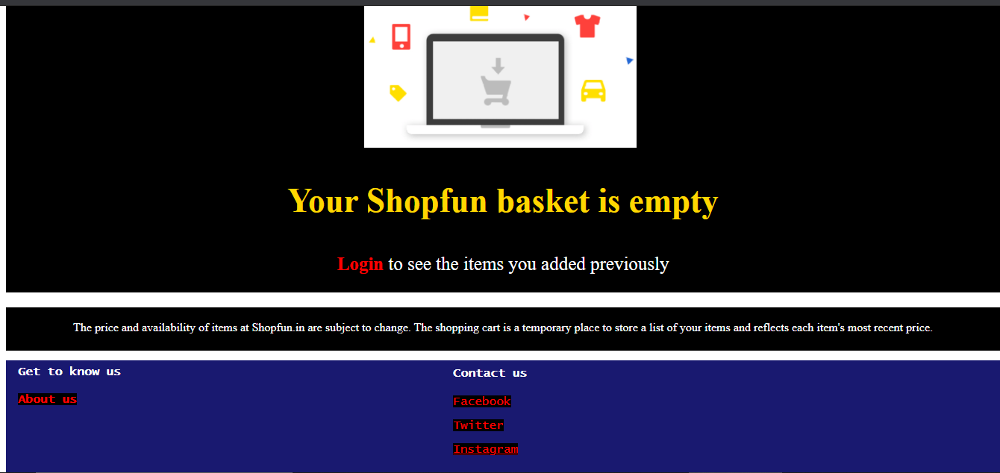 Your Shopfun basket is empty
Login to see the items you added previously
The price and availability of items at Shopfun.in are subject to change. The shopping cart is a temporary place to store a list of your items and reflects each item's most recent price.
Get to know us
About us
Contact us
Facebook
Twitter
Instagram